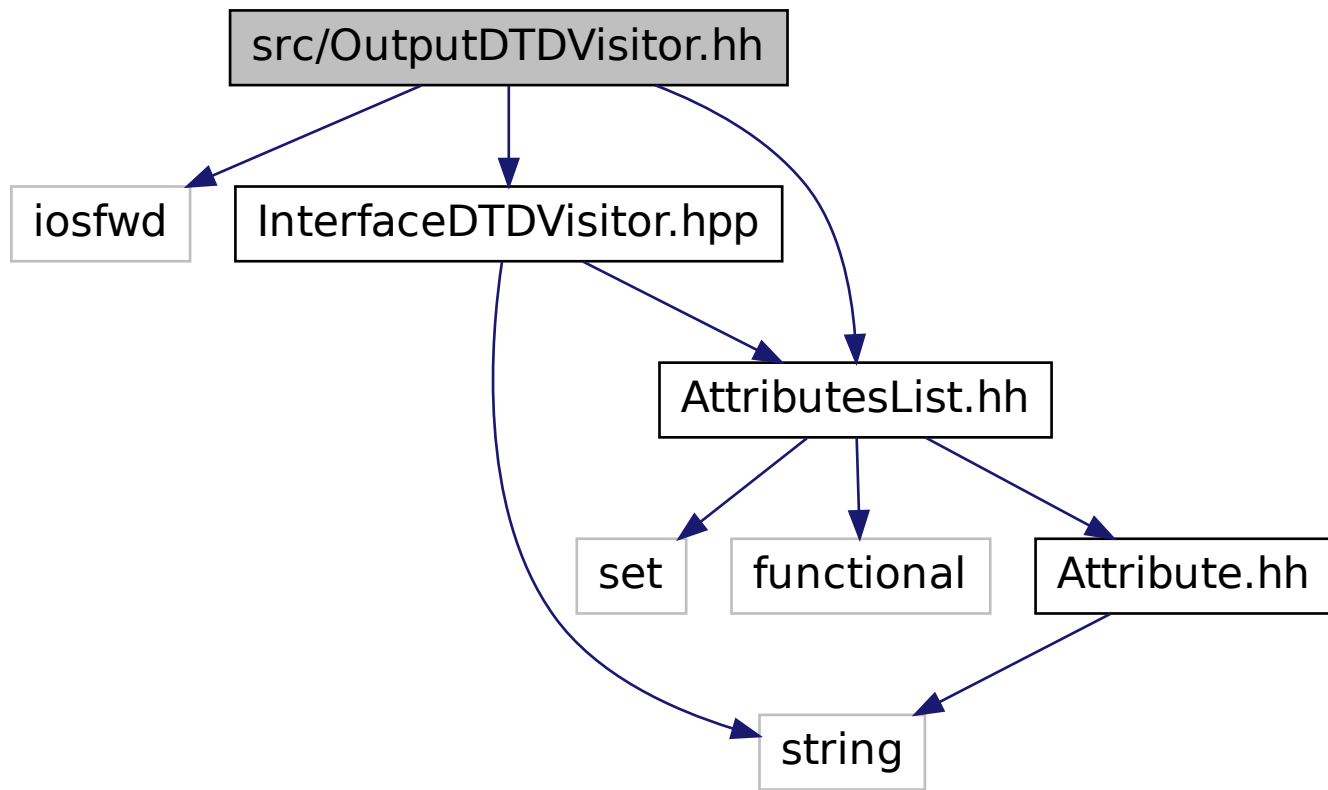 src/OutputDTDVisitor.hh
iosfwd
InterfaceDTDVisitor.hpp
AttributesList.hh
set
functional
Attribute.hh
string